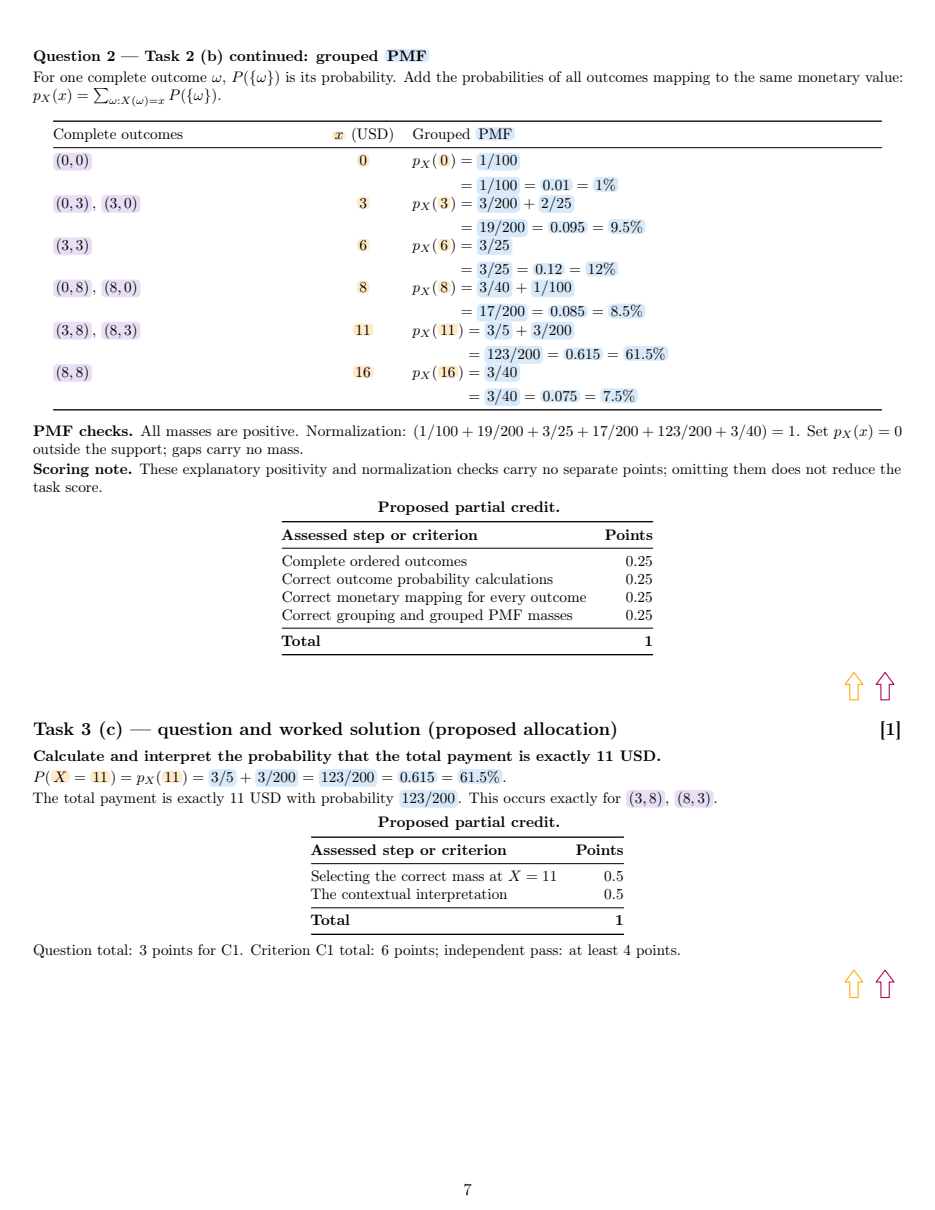 Question 2 — Task 2 (b) continued: grouped PMF
For one complete outcome ω, P({ω}) is its probability. Add the probabilities of all outcomes mapping to the same monetary value:
p_X(x) = ∑_{ω:X(ω)=x} P({ω}).
Complete outcomes x (USD) Grouped PMF
(0, 0) 0 p_X(0) = 1/100
= 1/100 = 0.01 = 1%
(0, 3), (3, 0) 3 p_X(3) = 3/200 + 2/25
= 19/200 = 0.095 = 9.5%
(3, 3) 6 p_X(6) = 3/25
= 3/25 = 0.12 = 12%
(0, 8), (8, 0) 8 p_X(8) = 3/40 + 1/100
= 17/200 = 0.085 = 8.5%
(3, 8), (8, 3) 11 p_X(11) = 3/5 + 3/200
= 123/200 = 0.615 = 61.5%
(8, 8) 16 p_X(16) = 3/40
= 3/40 = 0.075 = 7.5%
PMF checks. All masses are positive. Normalization: (1/100 + 19/200 + 3/25 + 17/200 + 123/200 + 3/40) = 1. Set p_X(x) = 0
outside the support; gaps carry no mass.
Scoring note. These explanatory positivity and normalization checks carry no separate points; omitting them does not reduce the
task score.
Proposed partial credit.
Assessed step or criterion Points
Complete ordered outcomes 0.25
Correct outcome probability calculations 0.25
Correct monetary mapping for every outcome 0.25
Correct grouping and grouped PMF masses 0.25
Total 1
Task 3 (c) — question and worked solution (proposed allocation) [1]
Calculate and interpret the probability that the total payment is exactly 11 USD.
P(X = 11) = p_X(11) = 3/5 + 3/200 = 123/200 = 0.615 = 61.5%.
The total payment is exactly 11 USD with probability 123/200. This occurs exactly for (3, 8), (8, 3).
Proposed partial credit.
Assessed step or criterion Points
Selecting the correct mass at X = 11 0.5
The contextual interpretation 0.5
Total 1
Question total: 3 points for C1. Criterion C1 total: 6 points; independent pass: at least 4 points.
7